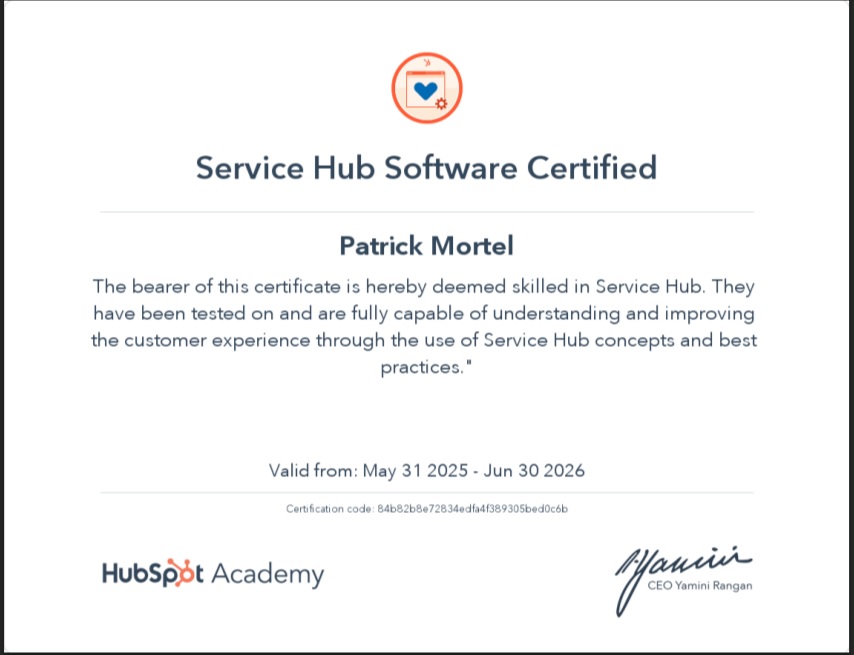 Service Hub Software Certified
Patrick Mortel
The bearer of this certificate is hereby deemed skilled in Service Hub. They
have been tested on and are fully capable of understanding and improving
the customer experience through the use of Service Hub concepts and best
practices."
Valid from: May 31 2025 - Jun 30 2026
Certification code: 84b82b8e72834edfa4f389305bed0c6b
HubSpot Academy
Yamini
CEO Yamini Rangan